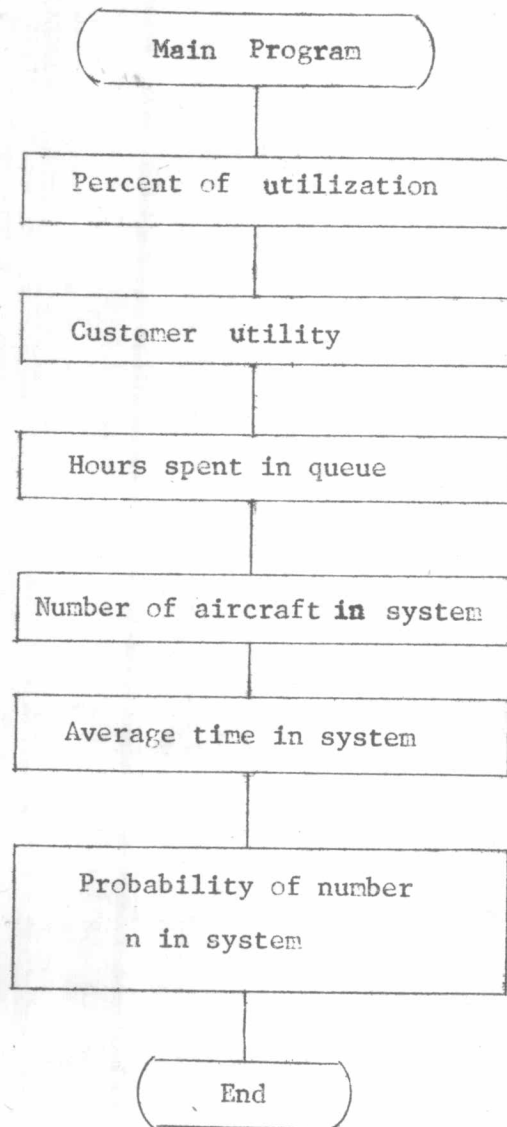 Main Program
Percent of utilization
Customer utility
Hours spent in queue
Number of aircraft in system
Average time in system
Probability of number
n in system
End